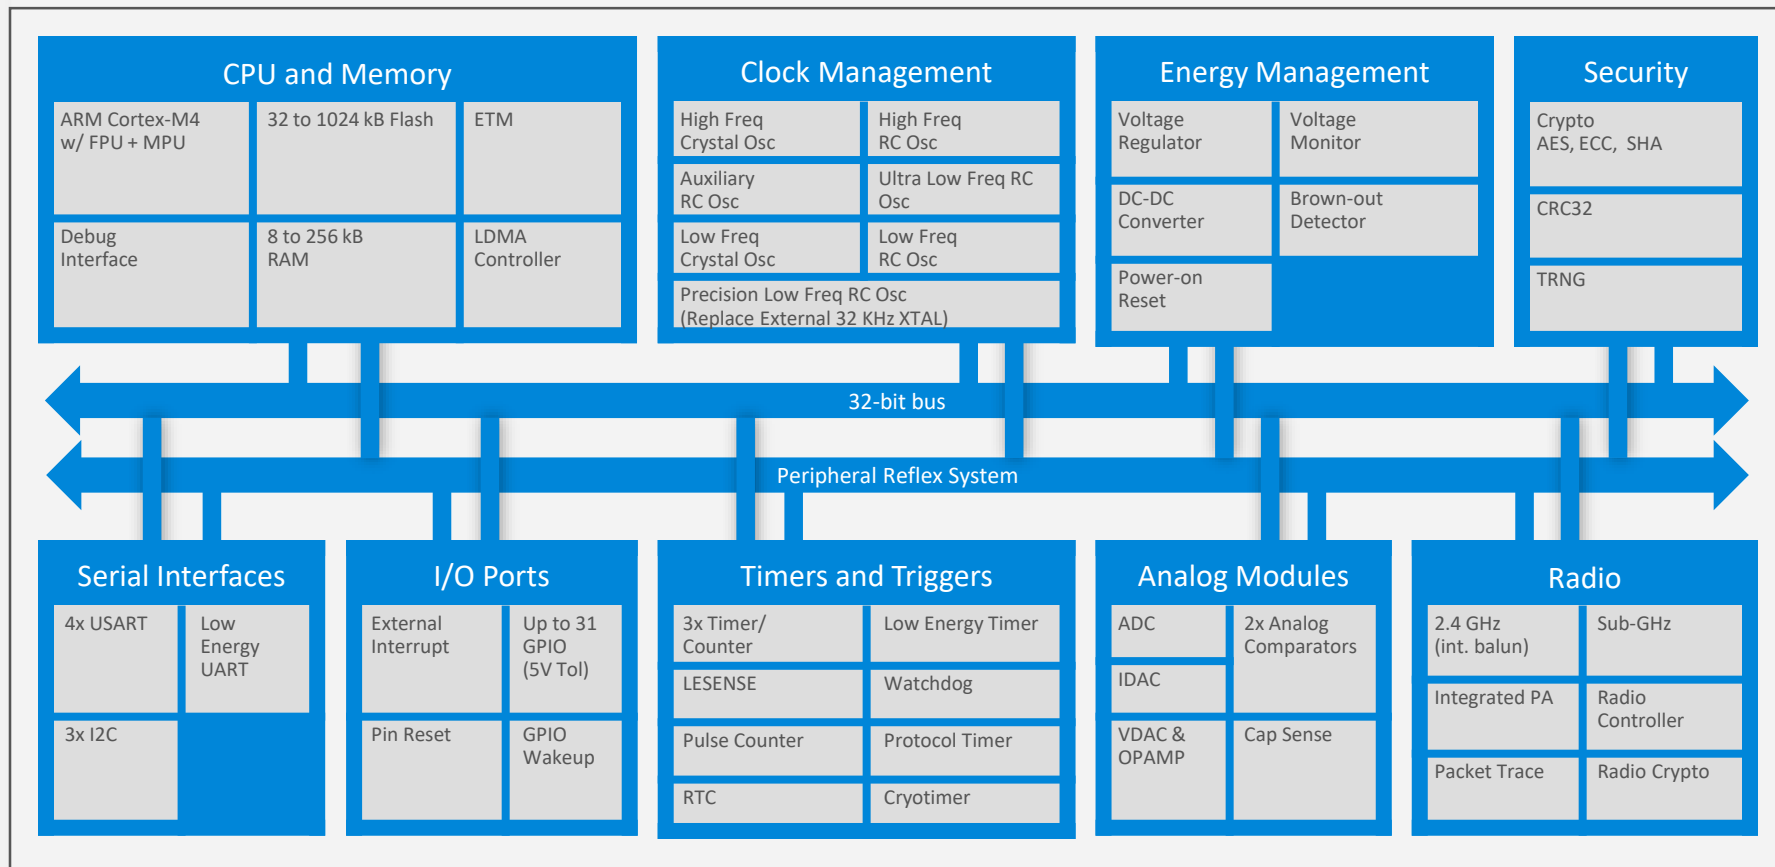 CPU and Memory
ARM Cortex-M4
w/ FPU + MPU
32 to 1024 kB Flash
ETM
Debug
Interface
8 to 256 kB
RAM
LDMA
Controller
Clock Management
High Freq
Crystal Osc
High Freq
RC Osc
Auxiliary
RC Osc
Ultra Low Freq RC
Osc
Low Freq
Crystal Osc
Low Freq
RC Osc
Precision Low Freq RC Osc
(Replace External 32 KHz XTAL)
Energy Management
Voltage
Regulator
Voltage
Monitor
DC-DC
Converter
Brown-out
Detector
Power-on
Reset
Security
Crypto
AES, ECC, SHA
CRC32
TRNG
32-bit bus
Peripheral Reflex System
Serial Interfaces
4x USART
Low
Energy
UART
3x I2C
I/O Ports
External
Interrupt
Up to 31
GPIO
(5V Tol)
Pin Reset
GPIO
Wakeup
Timers and Triggers
3x Timer/
Counter
Low Energy Timer
LESENSE
Watchdog
Pulse Counter
Protocol Timer
RTC
Cryotimer
Analog Modules
ADC
2x Analog
Comparators
IDAC
VDAC &
OPAMP
Cap Sense
Radio
2.4 GHz
(int. balun)
Sub-GHz
Integrated PA
Radio
Controller
Packet Trace
Radio Crypto